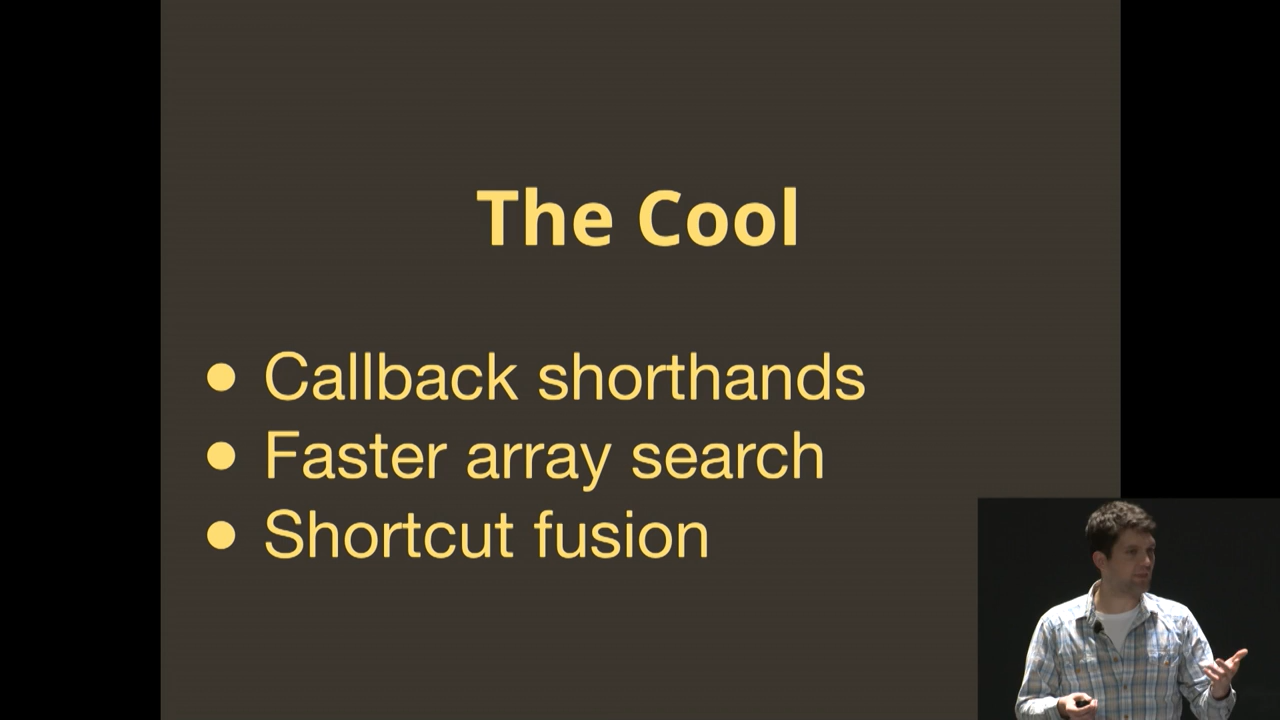 The Cool
• Callback shorthands
• Faster array search
• Shortcut fusion